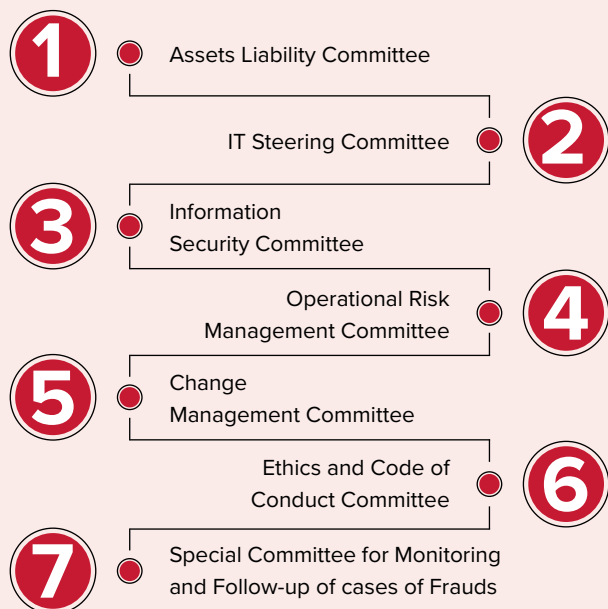 1
Assets Liability Committee
IT Steering Committee
2
3
Information
Security Committee
Operational Risk
Management Committee
4
5
Change
Management Committee
Ethics and Code of
Conduct Committee
6
7
Special Committee for Monitoring
and Follow-up of cases of Frauds